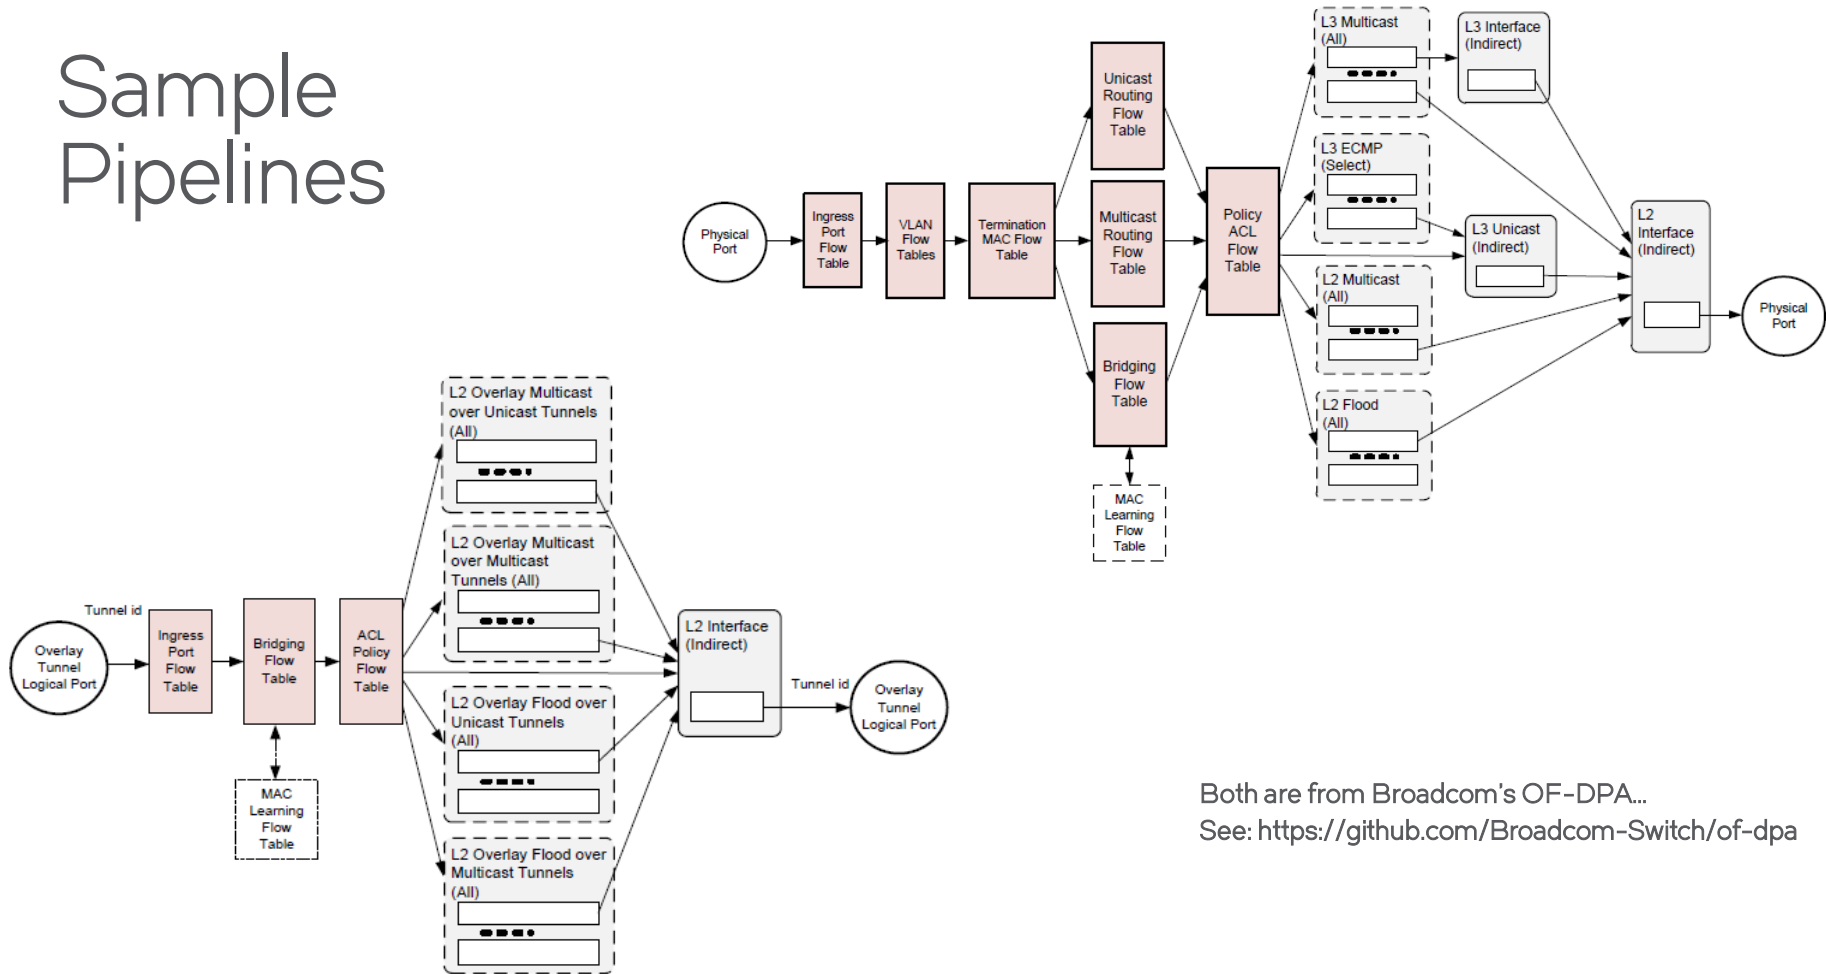 Sample
Pipelines
Physical
Port
Ingress
Port
Flow
Table
VLAN
Flow
Tables
Termination
MAC Flow
Table
Unicast
Routing
Flow
Table
Multicast
Routing
Flow
Table
Bridging
Flow
Table
MAC
Learning
Flow
Table
Policy
ACL
Flow
Table
L3 Multicast
(All)
L3 Interface
(Indirect)
L3 ECMP
(Select)
L3 Unicast
(Indirect)
L2 Multicast
(All)
L2 Flood
(All)
L2
Interface
(Indirect)
Physical
Port
Overlay
Tunnel
Logical Port
Tunnel id
Ingress
Port
Flow
Table
Bridging
Flow
Table
MAC
Learning
Flow
Table
ACL
Policy
Flow
Table
L2 Overlay Multicast
over Unicast Tunnels
(All)
L2 Overlay Multicast
over Multicast
Tunnels (All)
L2 Overlay Flood over
Unicast Tunnels
(All)
L2 Overlay Flood over
Multicast Tunnels
(All)
L2 Interface
(Indirect)
Tunnel id
Overlay
Tunnel
Logical Port
Both are from Broadcom's OF-DPA...
See: https://github.com/Broadcom-Switch/of-dpa